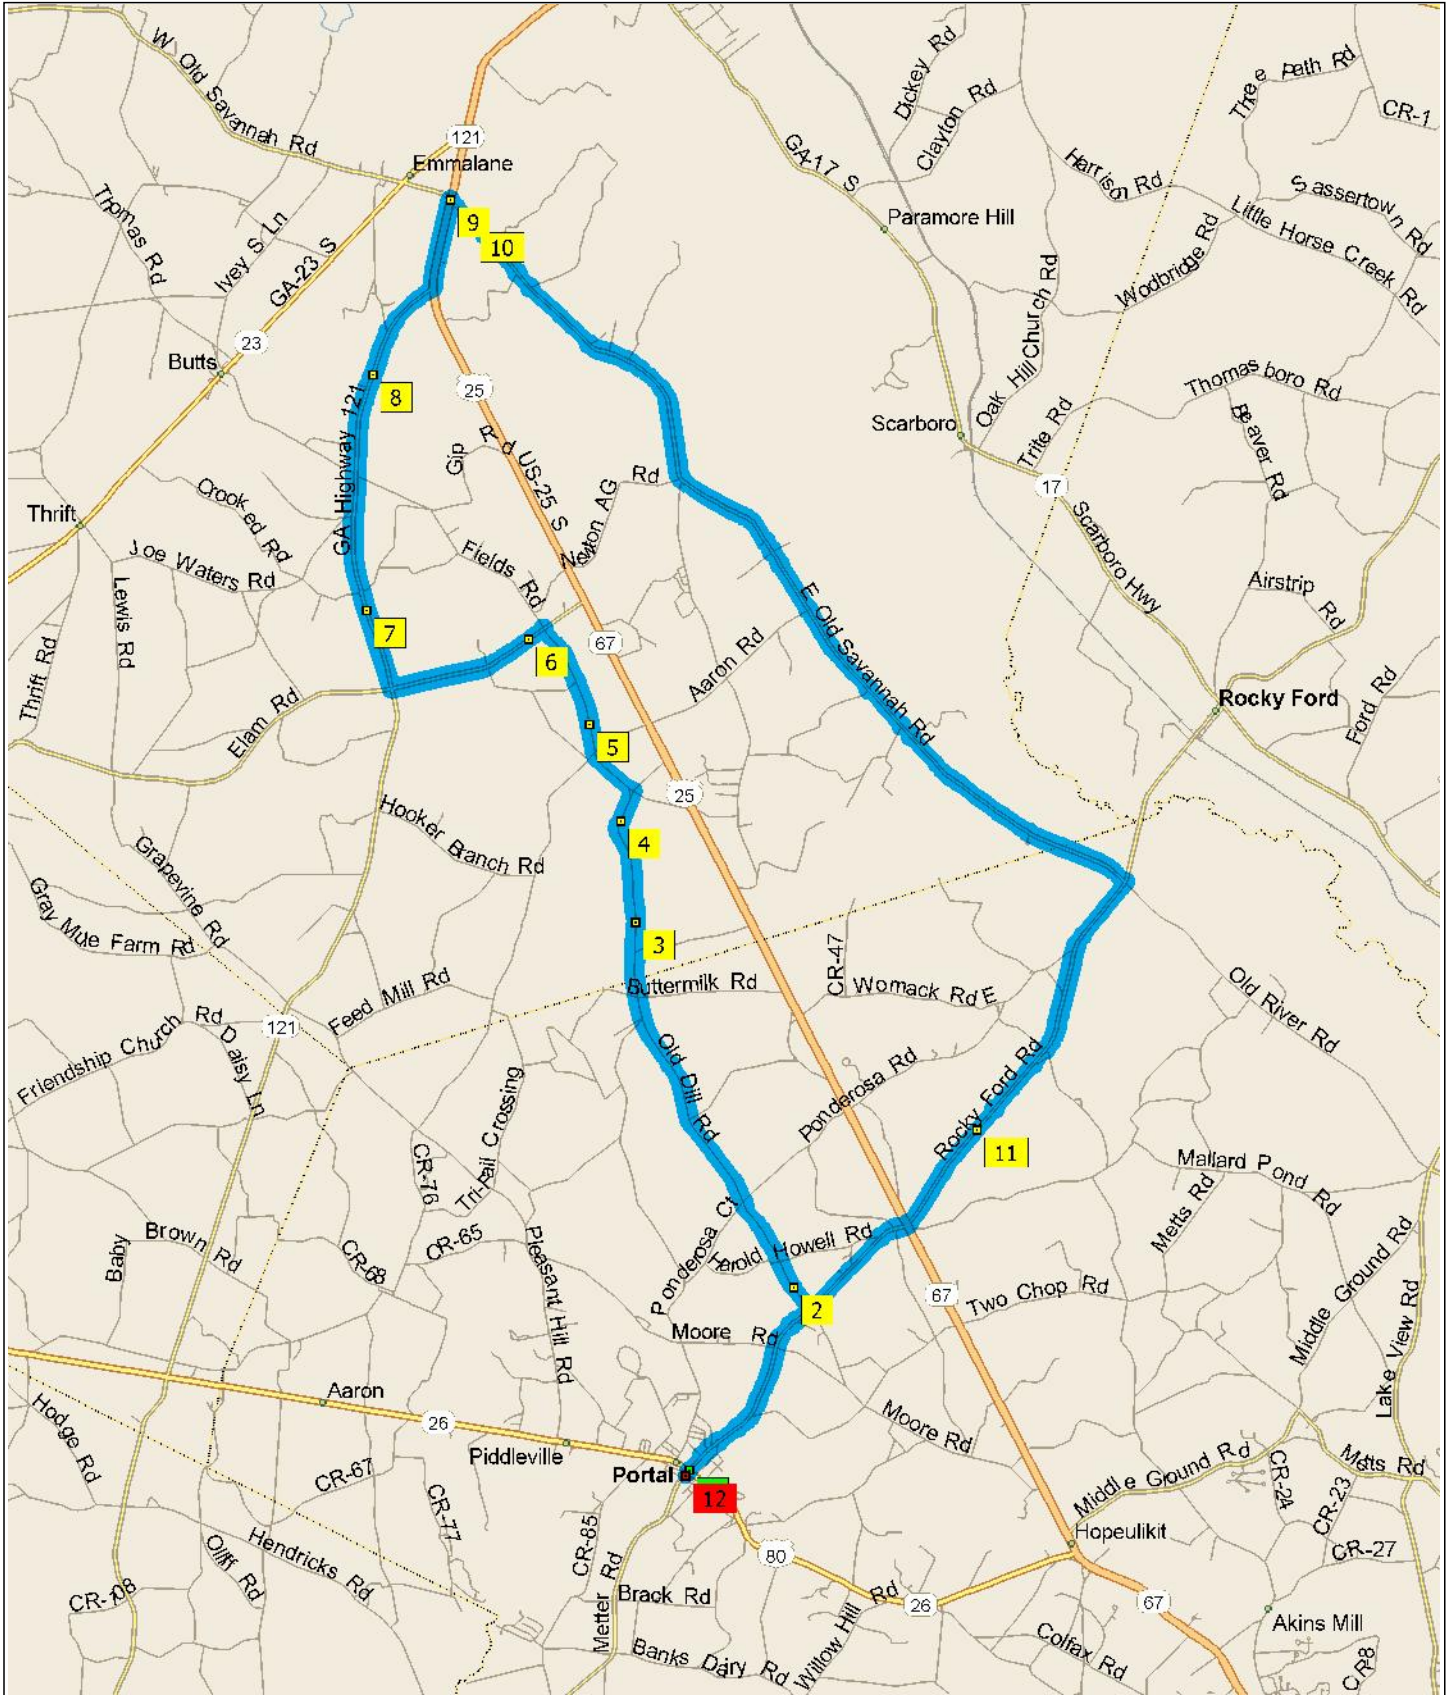 W Old Savannah Rd
121
Emmalane
Thomas Rd
Ivey S Ln
GA-23 S
23
Butts
9
10
8
25
GA-17 S
Dickey Rd
Clayton Rd
Paramore Hill
Three Path Rd
CR-1
Harrison Rd
Sassertown Rd
Little Horse Creek Rd
Wodbridge Rd
Oak Hill Church Rd
Scarboro
Trite Rd
Thomas boro Rd
Beaver Rd
17
Scarboro Hwy
Airstrip Rd
Rocky Ford
Ford Rd
GA Highway 121
Gip Rd
US-25 S
Newton AG Rd
Thrift
Crooked Rd
Joe Waters Rd
Lewis Rd
Fields Rd
7
6
67
Aaron Rd
E Old Savannah Rd
Thrift Rd
Elam Rd
5
25
4
Hooker Branch Rd
Grapevine Rd
Gray Mule Farm Rd
3
Buttermilk Rd
CR-47
Womack Rd E
Old River Rd
Feed Mill Rd
121
Friendship Church Rd
Daisy Ln
Old Dill Rd
Ponderosa Rd
Rocky Ford Rd
11
Tri-Rail Crossing
CR-76
Mallard Pond Rd
Metts Rd
Middle Ground Rd
Lake View Rd
Baby
Brown Rd
CR-65
CR-68
Pleasant Hill Rd
Ponderosa Ct
Harold Howell Rd
2
67
Two Chop Rd
Moore Rd
Aaron
26
Piddleville
Portal
12
Moore Rd
Middle Ground Rd
Metts Rd
CR-24
CR-23
CR-27
Hopeulikit
Hodge Rd
CR-67
CR-77
CR-85
Hendricks Rd
Olliff Rd
CR-108
Metter Rd
Brack Rd
80
26
67
Willow Hill Rd
Banks Dairy Rd
Colfax Rd
Akins Mill
CR8